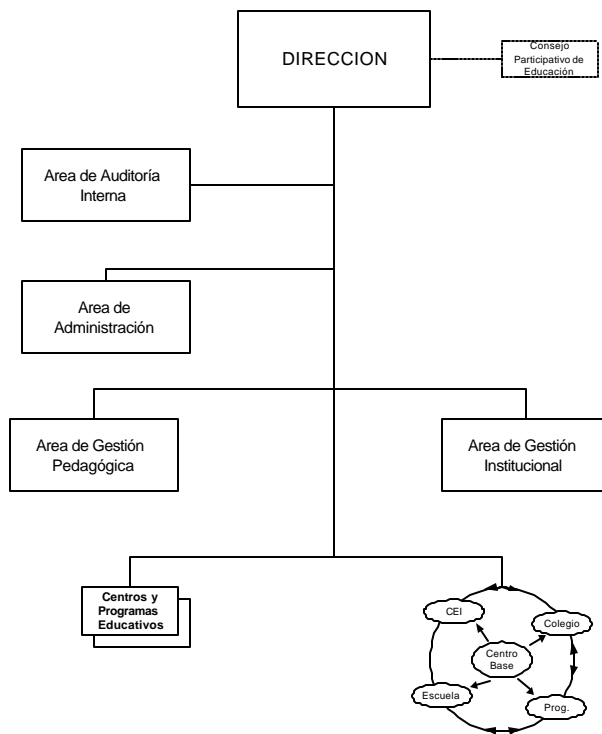 DIRECCION
Consejo
Participativo de
Educación
Area de Auditoría
Interna
Area de
Administración
Area de Gestión
Pedagógica
Area de Gestión
Institucional
Centros y
Programas
Educativos
CEI
Colegio
Centro
Base
Escuela
Prog.